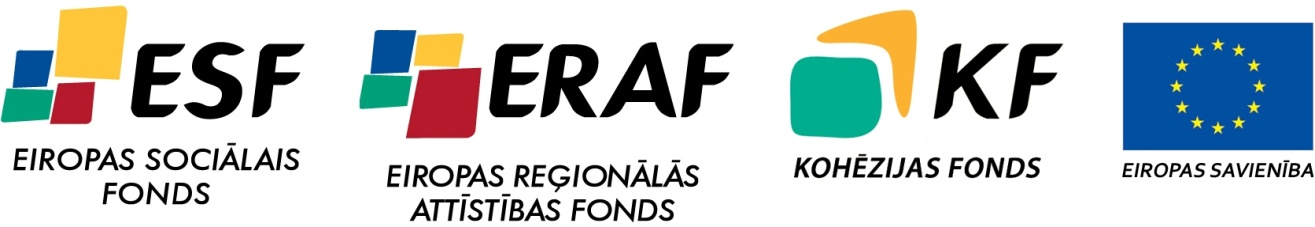 ESF
EIROPAS SOCIĀLAIS
FONDS
ERAF
EIROPAS REĢIONĀLĀS
ATTĪSTĪBAS FONDS
KF
KOHĒZIJAS FONDS
EIROPAS SAVIENĪBA